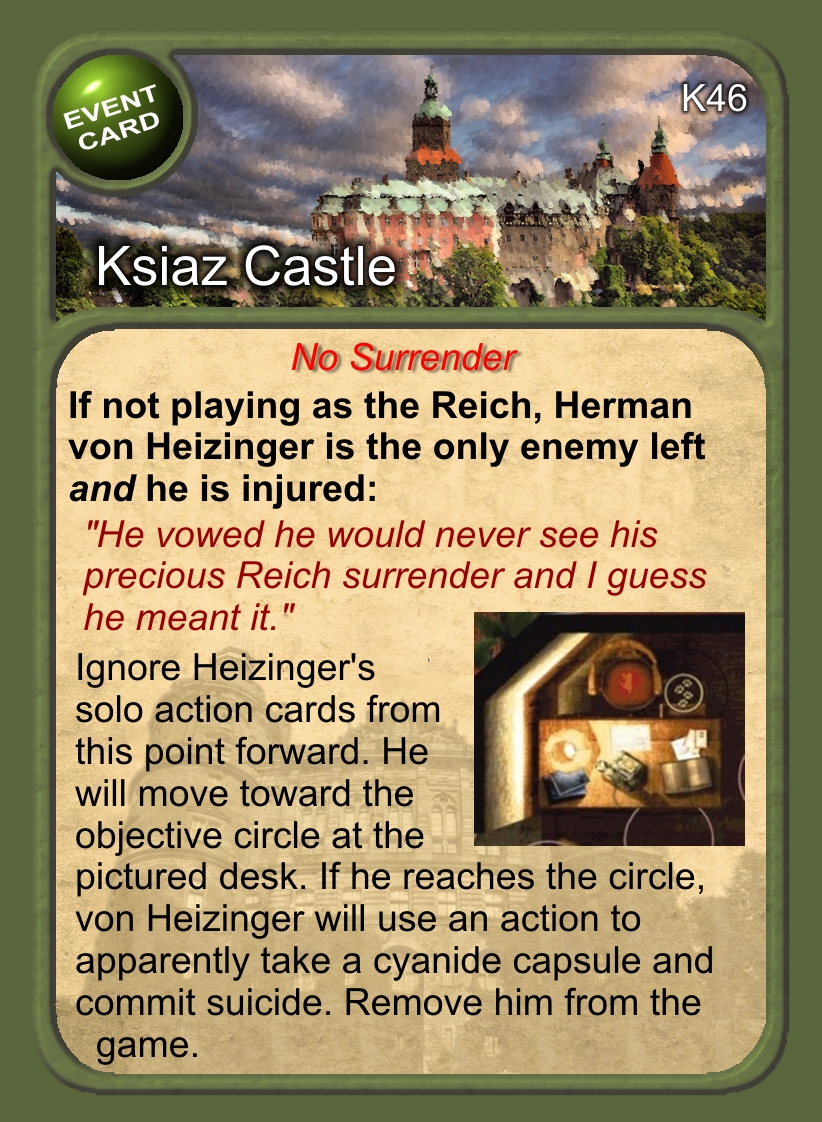 EVENT
CARD
K46
Ksiaz Castle
No Surrender
If not playing as the Reich, Herman
von Heizinger is the only enemy left
and he is injured:
"He vowed he would never see his
precious Reich surrender and I guess
he meant it."
Ignore Heizinger's
solo action cards from
this point forward. He
will move toward the
objective circle at the
pictured desk. If he reaches the circle,
von Heizinger will use an action to
apparently take a cyanide capsule and
commit suicide. Remove him from the
game.